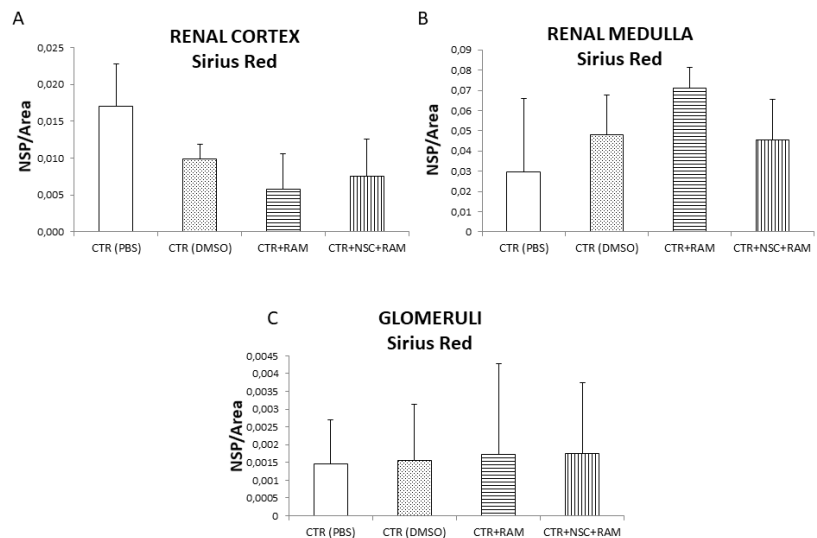 A
RENAL CORTEX
Sirius Red
NSP/Area
0,025
0,020
0,015
0,010
0,005
0,000
CTR (PBS)
CTR (DMSO)
CTR+RAM
CTR+NSC+RAM
B
RENAL MEDULLA
Sirius Red
NSP/Area
0,09
0,08
0,07
0,06
0,05
0,04
0,03
0,02
0,01
0
CTR (PBS)
CTR (DMSO)
CTR+RAM
CTR+NSC+RAM
C
GLOMERULI
Sirius Red
NSP/Area
0,0045
0,004
0,0035
0,003
0,0025
0,002
0,0015
0,001
0,0005
0
CTR (PBS)
CTR (DMSO)
CTR+RAM
CTR+NSC+RAM